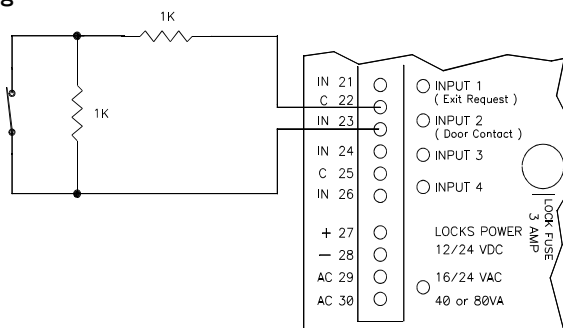 1K
1K
IN 21
C 22
IN 23
IN 24
C 25
IN 26
+ 27
− 28
AC 29
AC 30
INPUT 1
( Exit Request )
INPUT 2
( Door Contact )
INPUT 3
INPUT 4
LOCKS POWER
12/24 VDC
16/24 VAC
40 or 80VA
LOCK FUSE
3 AMP